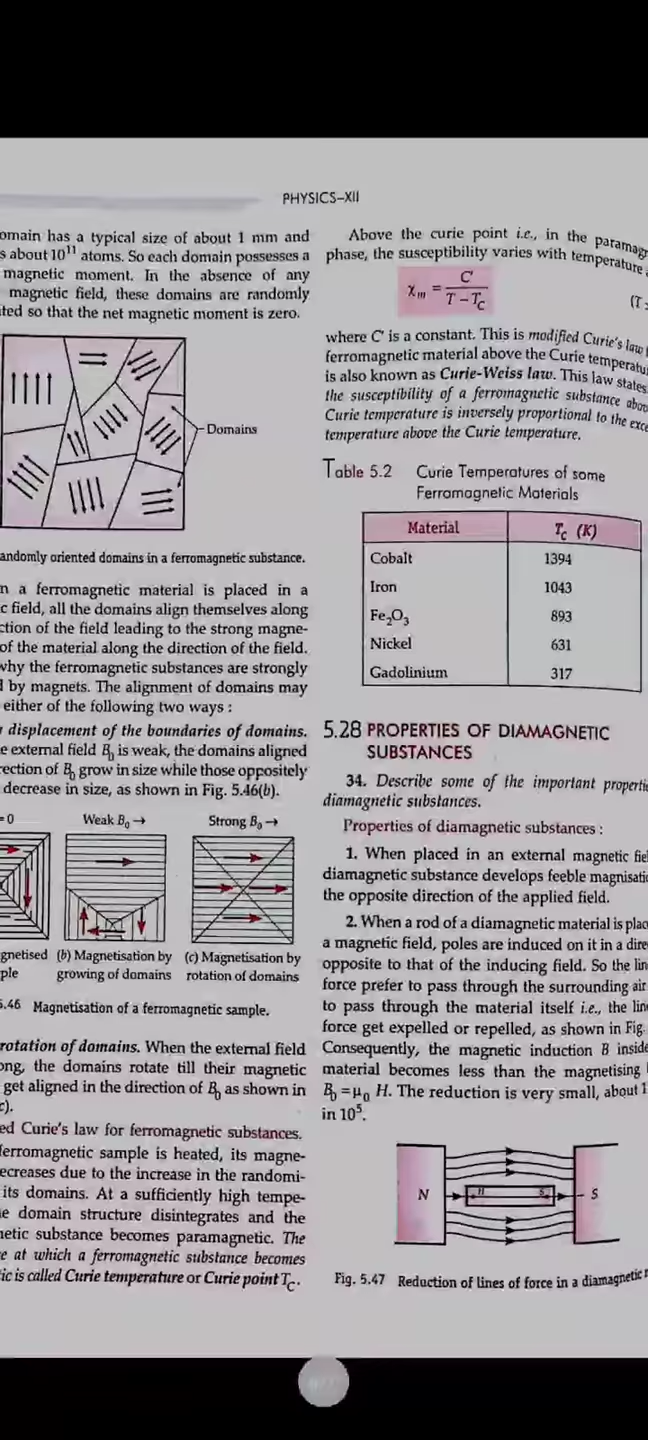 PHYSICS–XII
omain has a typical size of about 1 mm and
s about 10¹¹ atoms. So each domain possesses a
magnetic moment. In the absence of any
magnetic field, these domains are randomly
ted so that the net magnetic moment is zero.
Domains
andomly oriented domains in a ferromagnetic substance.
n a ferromagnetic material is placed in a
c field, all the domains align themselves along
ction of the field leading to the strong magne-
of the material along the direction of the field.
why the ferromagnetic substances are strongly
d by magnets. The alignment of domains may
either of the following two ways :
displacement of the boundaries of domains.
e external field B₀ is weak, the domains aligned
rection of B₀ grow in size while those oppositely
decrease in size, as shown in Fig. 5.46(b).
= 0 Weak B₀ → Strong B₀ →
gnetised (b) Magnetisation by (c) Magnetisation by
ple growing of domains rotation of domains
5.46 Magnetisation of a ferromagnetic sample.
rotation of domains. When the external field
ong, the domains rotate till their magnetic
get aligned in the direction of B₀ as shown in
c).
ed Curie's law for ferromagnetic substances.
ferromagnetic sample is heated, its magne-
ecreases due to the increase in the randomi-
its domains. At a sufficiently high tempe-
e domain structure disintegrates and the
netic substance becomes paramagnetic. The
e at which a ferromagnetic substance becomes
ic is called Curie temperature or Curie point T_C.
Above the curie point i.e., in the paramag
phase, the susceptibility varies with temperature
χₘ = C' / (T – T_C) (T
where C' is a constant. This is modified Curie's law
ferromagnetic material above the Curie temperatu
is also known as Curie-Weiss law. This law states
the susceptibility of a ferromagnetic substance abo
Curie temperature is inversely proportional to the exce
temperature above the Curie temperature.
Table 5.2 Curie Temperatures of some
Ferromagnetic Materials
Material T_C (K)
Cobalt 1394
Iron 1043
Fe₂O₃ 893
Nickel 631
Gadolinium 317
5.28 PROPERTIES OF DIAMAGNETIC
SUBSTANCES
34. Describe some of the important propertie
diamagnetic substances.
Properties of diamagnetic substances :
1. When placed in an external magnetic fiel
diamagnetic substance develops feeble magnisatio
the opposite direction of the applied field.
2. When a rod of a diamagnetic material is plac
a magnetic field, poles are induced on it in a dire
opposite to that of the inducing field. So the lin
force prefer to pass through the surrounding air
to pass through the material itself i.e., the line
force get expelled or repelled, as shown in Fig.
Consequently, the magnetic induction B inside
material becomes less than the magnetising
B₀ = μ₀ H. The reduction is very small, about 1
in 10⁵.
N S
Fig. 5.47 Reduction of lines of force in a diamagnetic